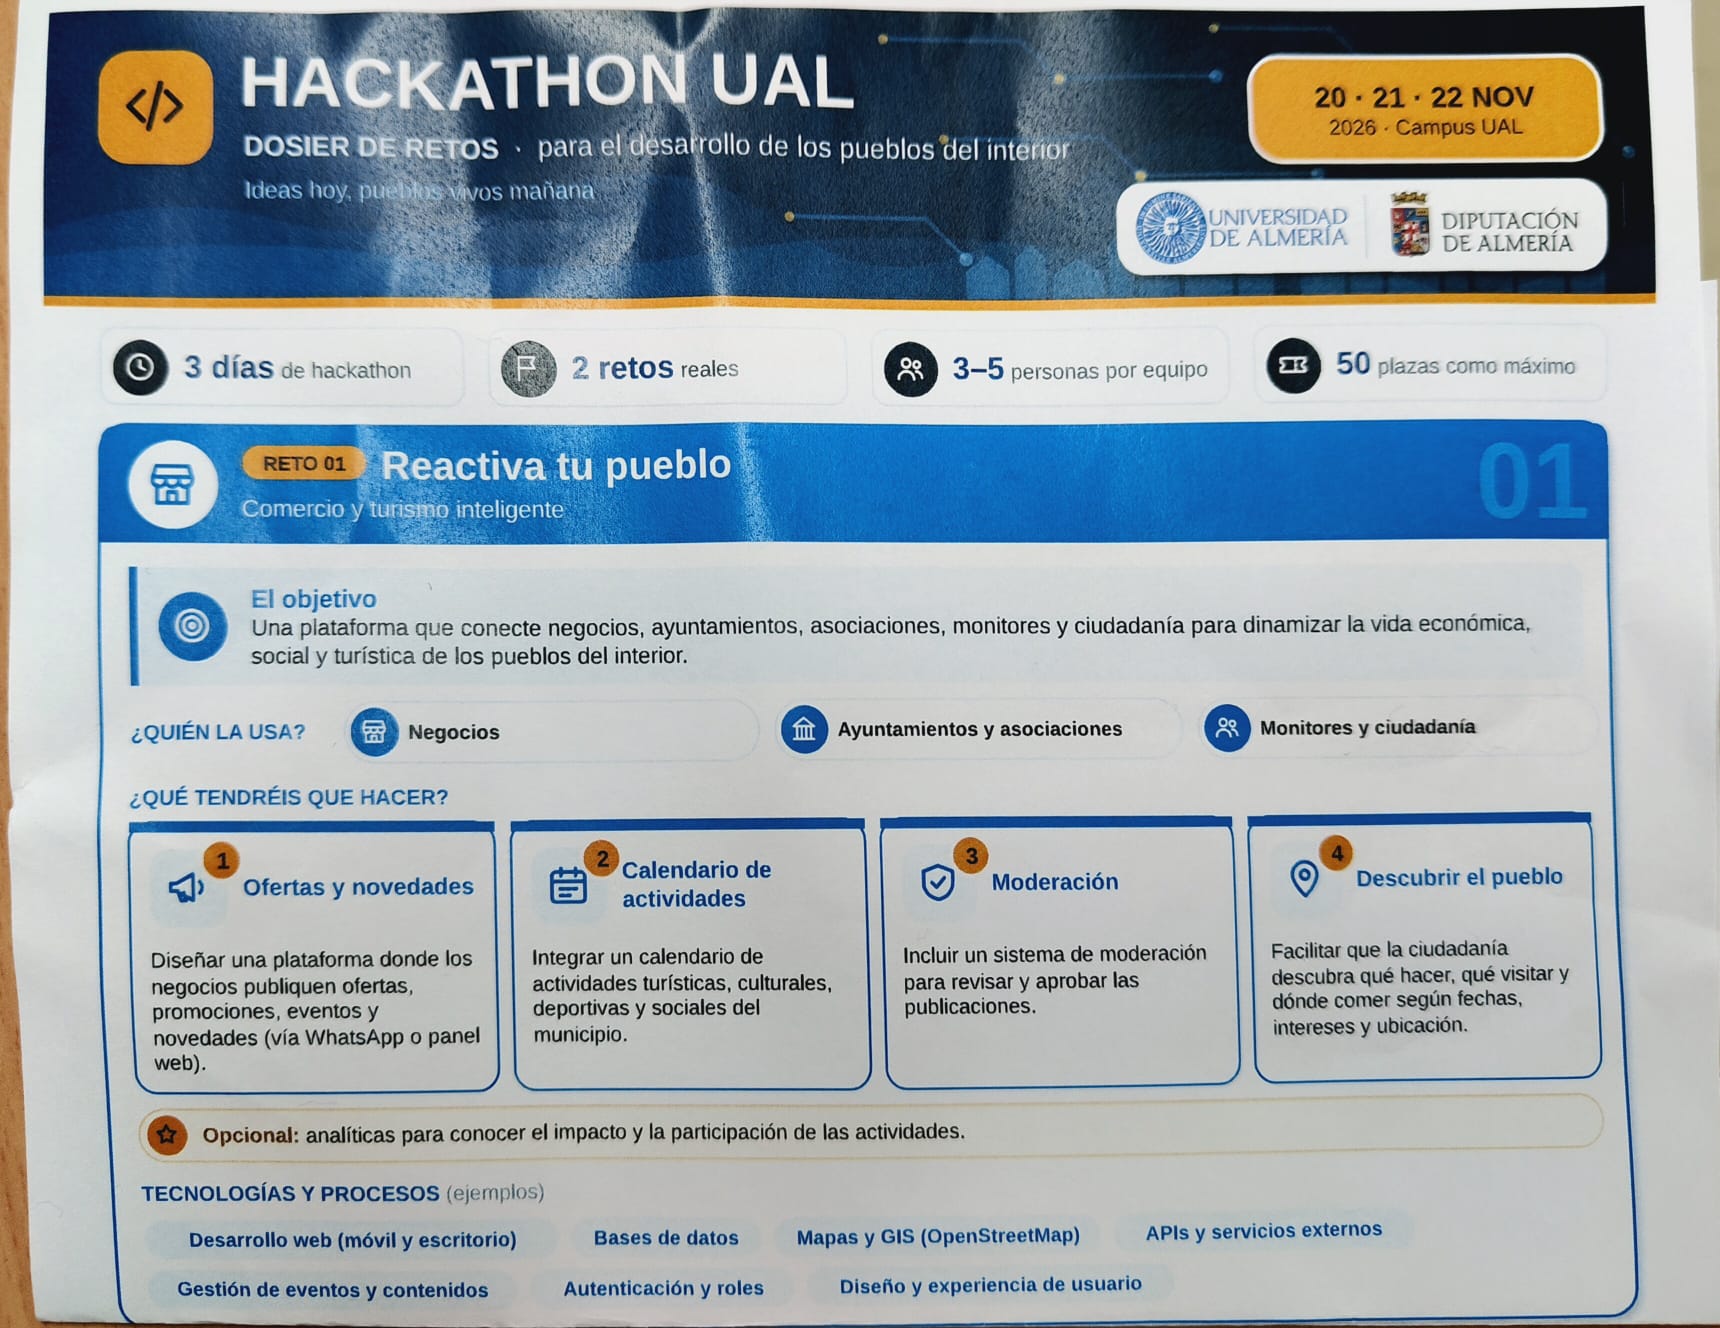 HACKATHON UAL
DOSIER DE RETOS · para el desarrollo de los pueblos del interior
Ideas hoy, pueblos vivos mañana
20 · 21 · 22 NOV
2026 · Campus UAL
UNIVERSIDAD
DE ALMERÍA
DIPUTACIÓN
DE ALMERÍA
3 días de hackathon
2 retos reales
3–5 personas por equipo
50 plazas como máximo
RETO 01 Reactiva tu pueblo
Comercio y turismo inteligente
01
El objetivo
Una plataforma que conecte negocios, ayuntamientos, asociaciones, monitores y ciudadanía para dinamizar la vida económica,
social y turística de los pueblos del interior.
¿QUIÉN LA USA?
Negocios
Ayuntamientos y asociaciones
Monitores y ciudadanía
¿QUÉ TENDRÉIS QUE HACER?
1
Ofertas y novedades
Diseñar una plataforma donde los
negocios publiquen ofertas,
promociones, eventos y
novedades (vía WhatsApp o panel
web).
2
Calendario de
actividades
Integrar un calendario de
actividades turísticas, culturales,
deportivas y sociales del
municipio.
3
Moderación
Incluir un sistema de moderación
para revisar y aprobar las
publicaciones.
4
Descubrir el pueblo
Facilitar que la ciudadanía
descubra qué hacer, qué visitar y
dónde comer según fechas,
intereses y ubicación.
Opcional: analíticas para conocer el impacto y la participación de las actividades.
TECNOLOGÍAS Y PROCESOS (ejemplos)
Desarrollo web (móvil y escritorio)
Bases de datos
Mapas y GIS (OpenStreetMap)
APIs y servicios externos
Gestión de eventos y contenidos
Autenticación y roles
Diseño y experiencia de usuario